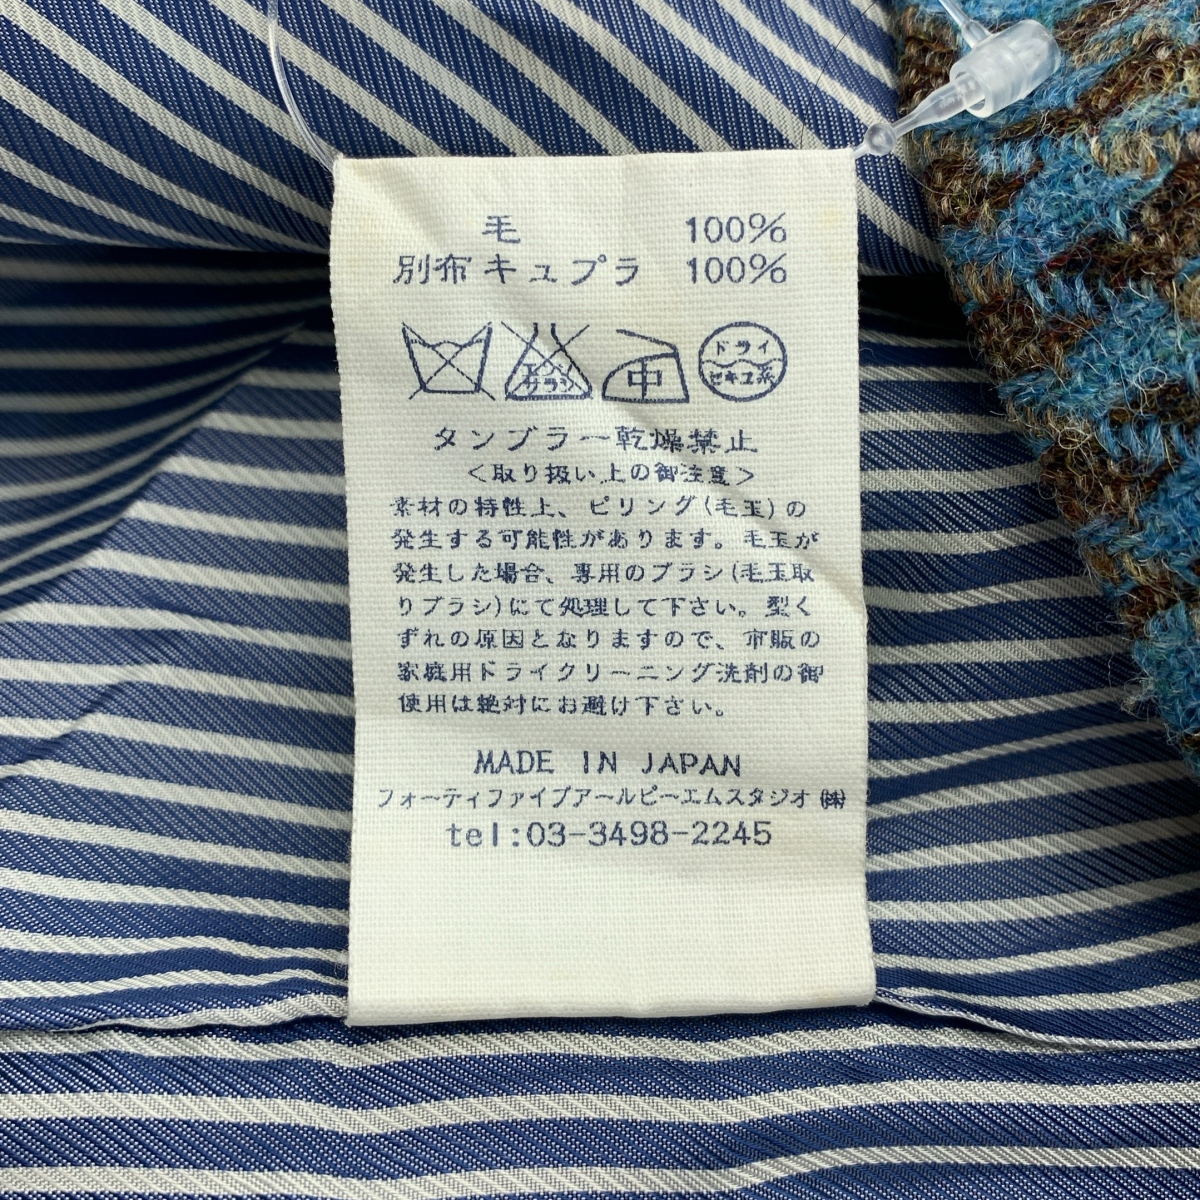 毛 100%
別布キュプラ 100%
エンソ
サラシ
中
ドライ
セキユ系
タンブラー乾燥禁止
<取り扱い上の御注意>
素材の特性上、ピリング(毛玉)の
発生する可能性があります。毛玉が
発生した場合、専用のブラシ(毛玉取
りブラシ)にて処理して下さい。型く
ずれの原因となりますので、市販の
家庭用ドライクリーニング洗剤の御
使用は絶対にお避け下さい。
MADE IN JAPAN
フォーティファイブアールピーエムスタジオ㈱
tel:03-3498-2245